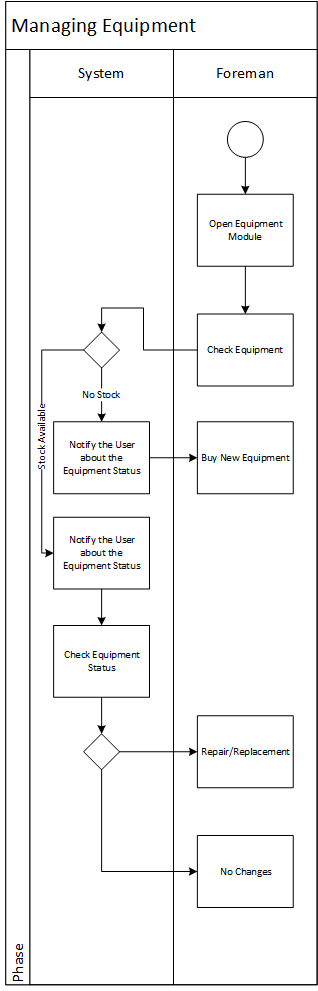 Managing Equipment
System
Foreman
Open Equipment
Module
Check Equipment
No Stock
Stock Available
Notify the User
about the
Equipment Status
Buy New Equipment
Notify the User
about the
Equipment Status
Check Equipment
Status
Repair/Replacement
No Changes
Phase